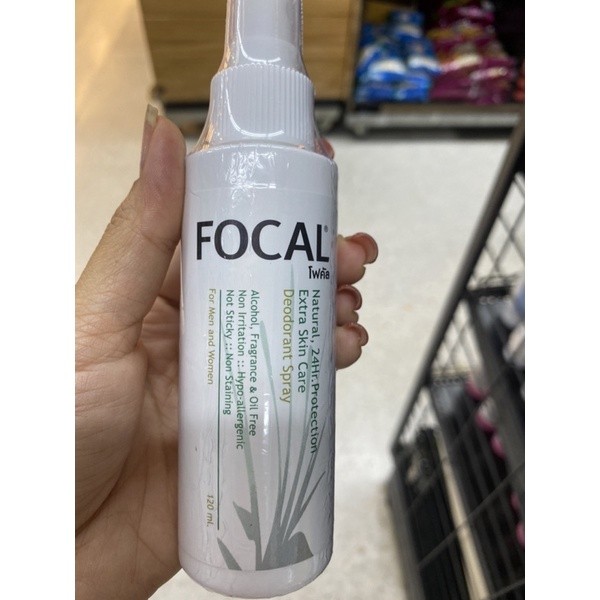 FOCAL®
โฟคัล
Natural, 24Hr.Protection
Extra Skin Care
Deodorant Spray
Alcohol, Fragrance & Oil Free
Non Irritation :: Hypo-allergenic
Not Sticky :: Non Staining
For Men and Women
120 ml.